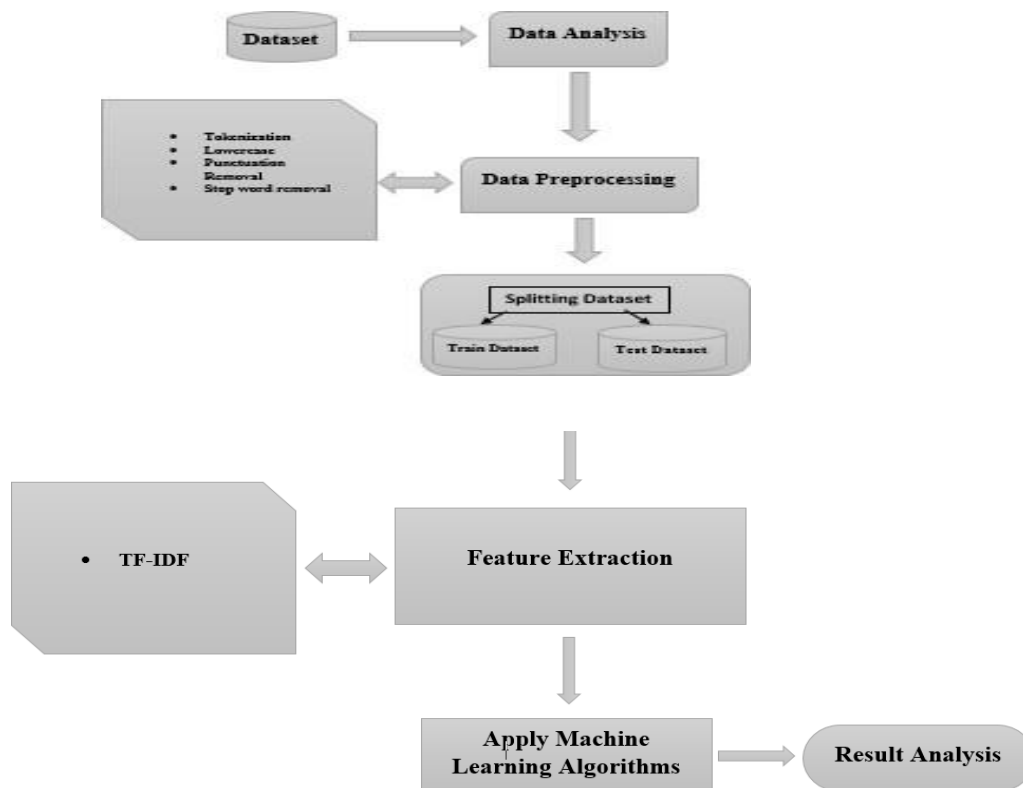 Dataset
Data Analysis
• Tokenization
• Lowercase
• Punctuation
Removal
• Stop word removal
Data Preprocessing
Splitting Dataset
Train Dataset
Test Dataset
• TF-IDF
Feature Extraction
Apply Machine
Learning Algorithms
Result Analysis